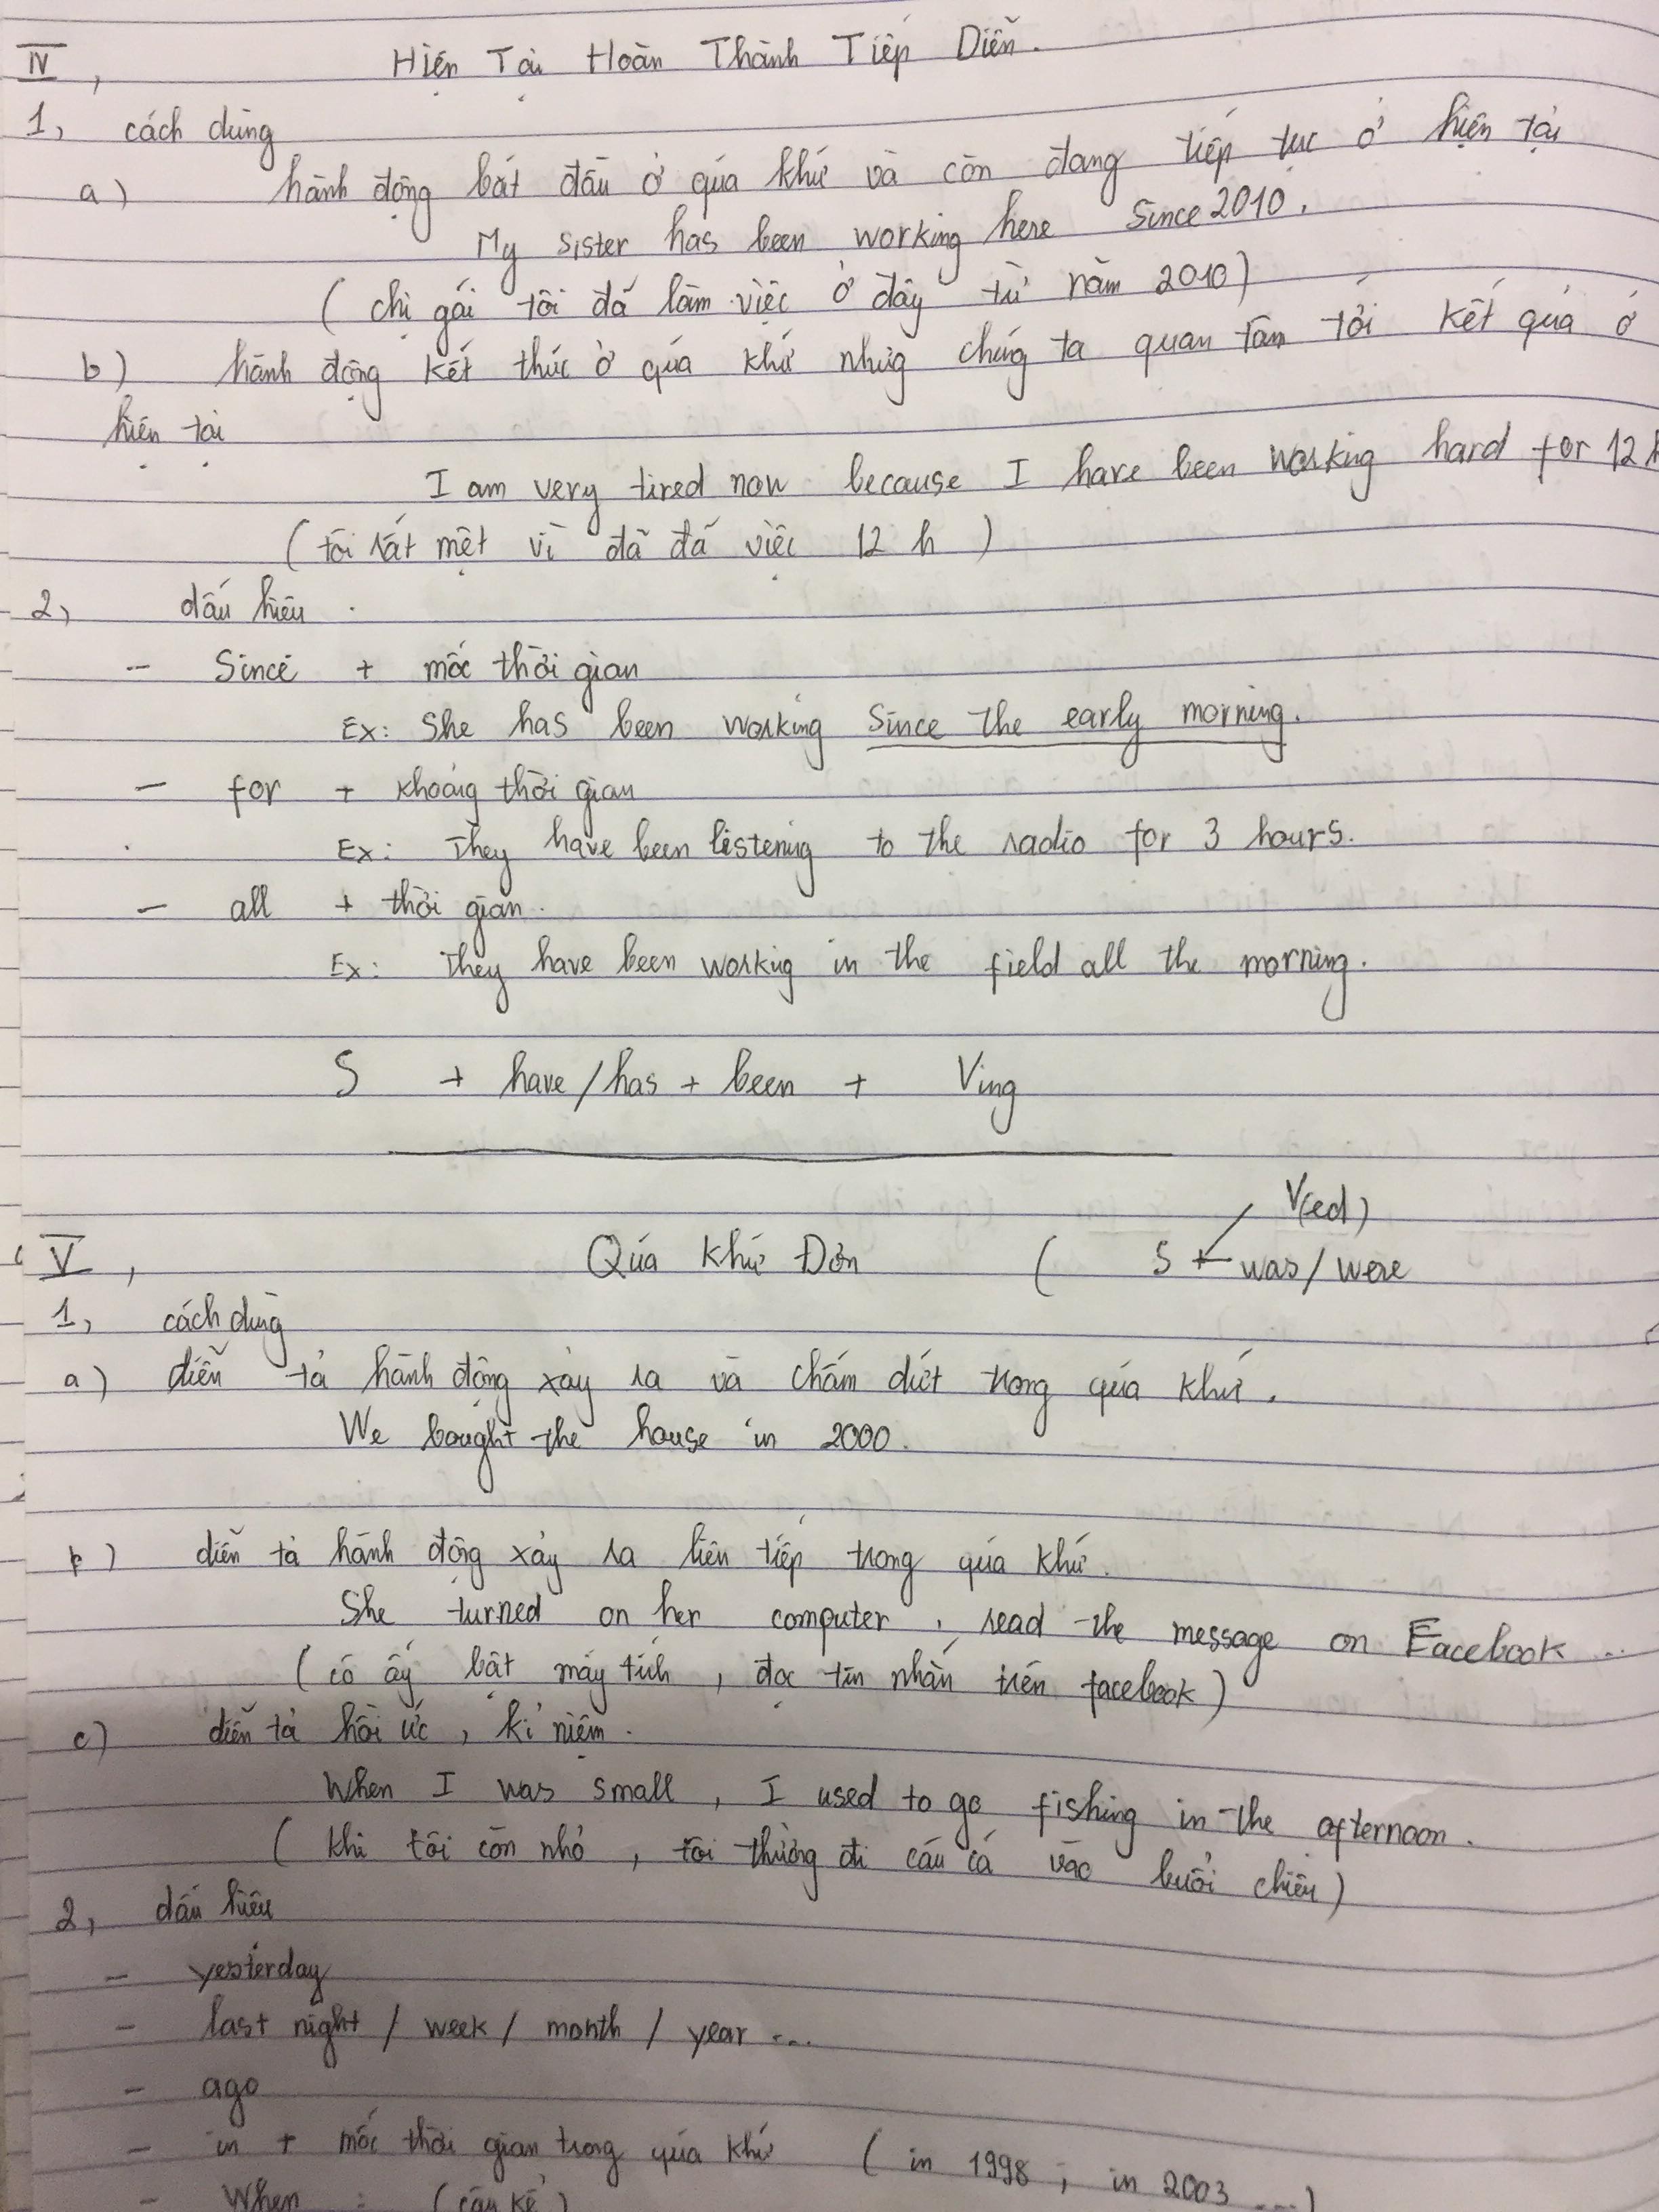 IV, Hiện Tại Hoàn Thành Tiếp Diễn.
1, cách dùng
a) hành động bắt đầu ở quá khứ và còn đang tiếp tục ở hiện tại
My sister has been working here since 2010.
( chị gái tôi đã làm việc ở đây từ năm 2010)
b) hành động kết thúc ở quá khứ nhưng chúng ta quan tâm tới kết quả ở
hiện tại
I am very tired now because I have been working hard for 12 h
( tôi rất mệt vì đã đã việc 12 h )
2, dấu hiệu
- Since + mốc thời gian
Ex: She has been working since the early morning.
- for + khoảng thời gian
Ex: They have been listening to the radio for 3 hours.
- all + thời gian.
Ex: They have been working in the field all the morning.
S + have/has + been + Ving
V(ed)
V, Quá Khứ Đơn ( S + was/were
1, cách dùng
a) diễn tả hành động xảy ra và chấm dứt trong quá khứ.
We bought the house in 2000.
b) diễn tả hành động xảy ra liên tiếp trong quá khứ.
She turned on her computer, read the message on Facebook ...
( cô ấy bật máy tính, đọc tin nhắn trên facebook)
c) diễn tả hồi ức, kỉ niệm.
When I was small, I used to go fishing in the afternoon.
( khi tôi còn nhỏ, tôi thường đi câu cá vào buổi chiều)
2, dấu hiệu
- yesterday
- last night / week / month / year ...
- ago
- in + mốc thời gian trong quá khứ ( in 1998 ; in 2003 ...)
- When : (câu kể)